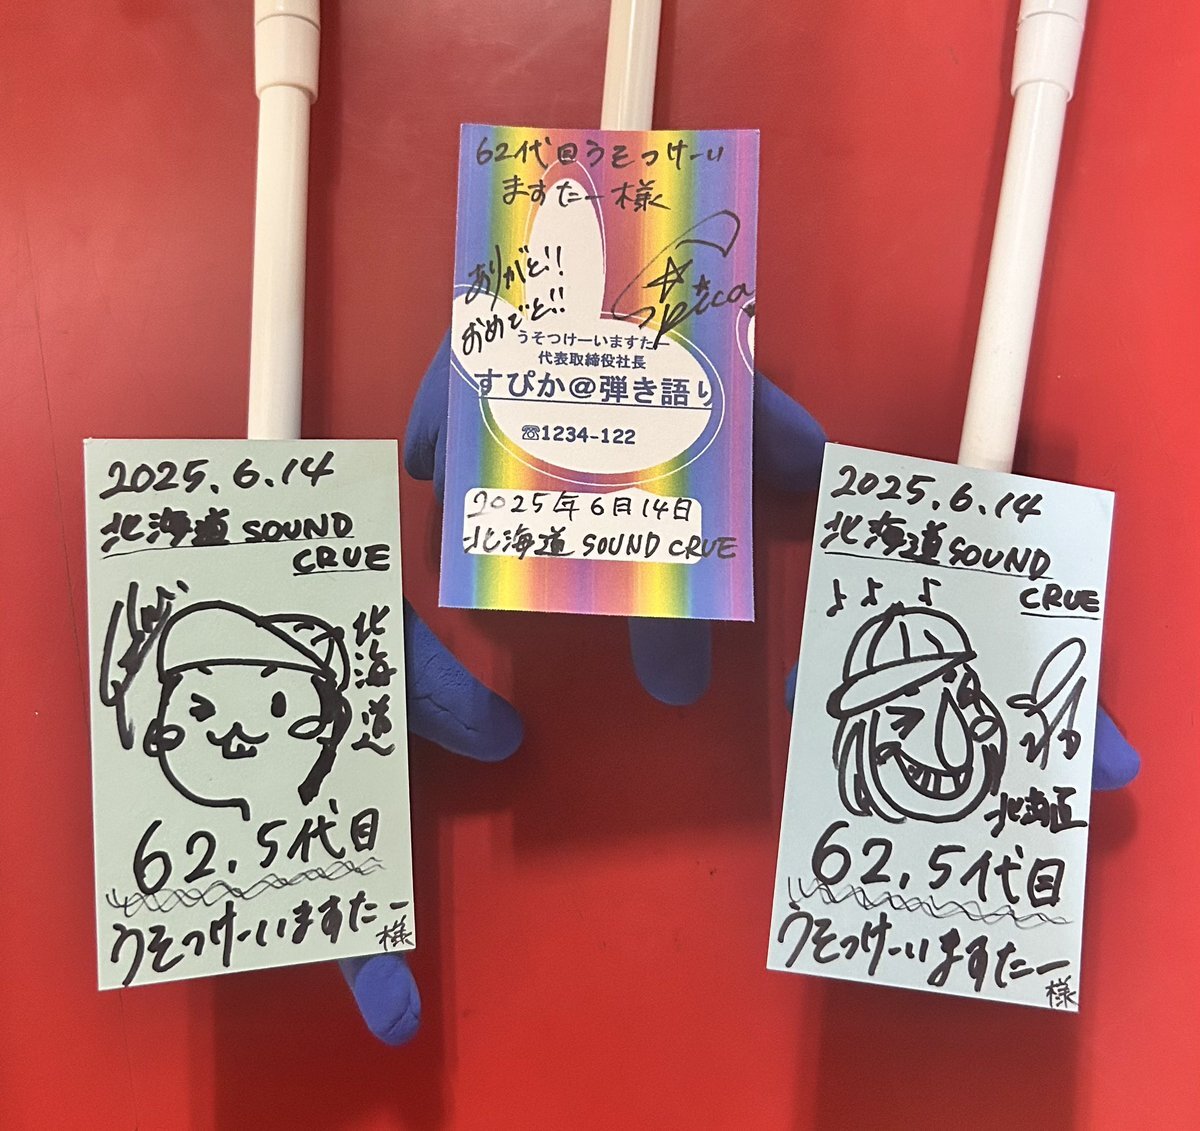 62代目うそつけーい
ますたー様
ありがと!!
おめでと!!
Spica
うそつけーいますたー
代表取締役社長
すぴか@弾き語り
☎1234-122
2025年6月14日
北海道 SOUND CRUE
2025.6.14
北海道 SOUND
CRUE
北海道
62.5代目
うそつけーいますたー
様
2025.6.14
北海道 SOUND
CRUE
北海道
62.5代目
うそつけーいますたー
様